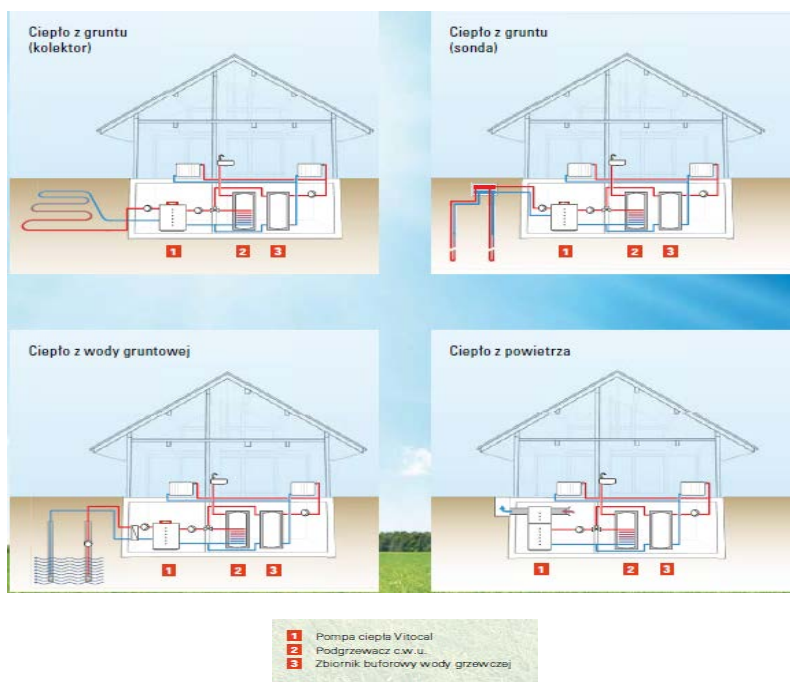 Ciepło z gruntu
(kolektor)
1
2
3
Ciepło z gruntu
(sonda)
1
2
3
Ciepło z wody gruntowej
1
2
3
Ciepło z powietrza
1
2
3
1 Pompa ciepła Vitocal
2 Podgrzewacz c.w.u.
3 Zbiornik buforowy wody grzewczej